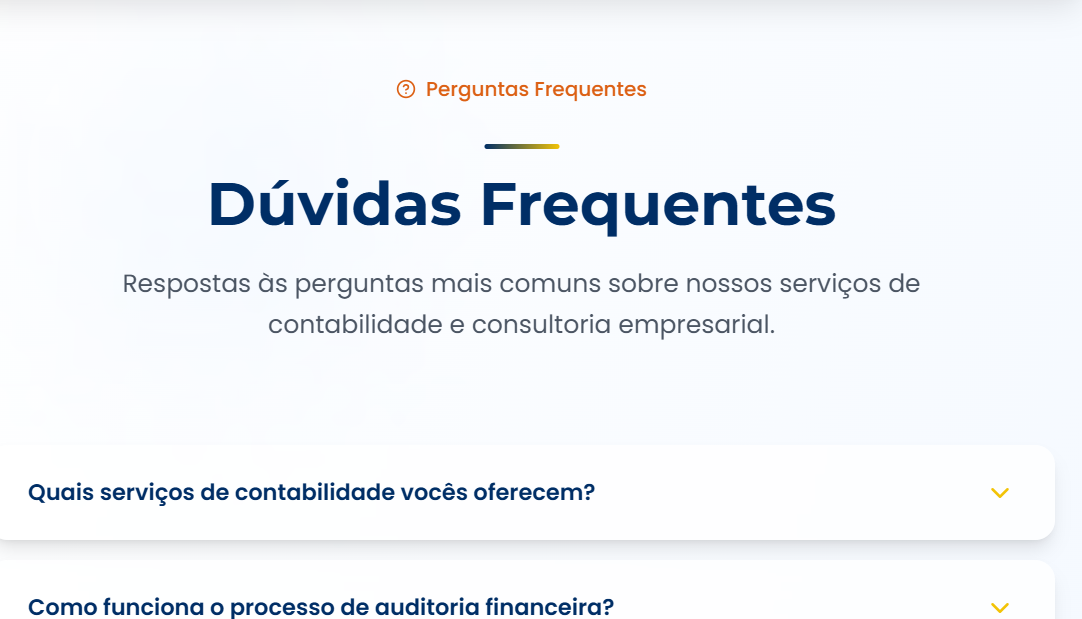 Perguntas Frequentes
Dúvidas Frequentes
Respostas às perguntas mais comuns sobre nossos serviços de
contabilidade e consultoria empresarial.
Quais serviços de contabilidade vocês oferecem?
Como funciona o processo de auditoria financeira?